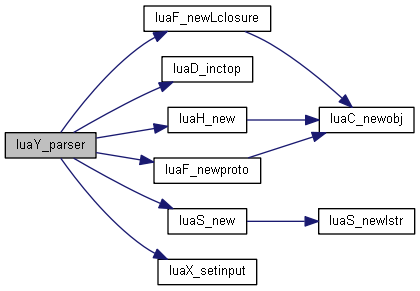 luaF_newLclosure
luaD_inctop
luaH_new
luaC_newobj
luaY_parser
luaF_newproto
luaS_new
luaS_newlstr
luaX_setinput